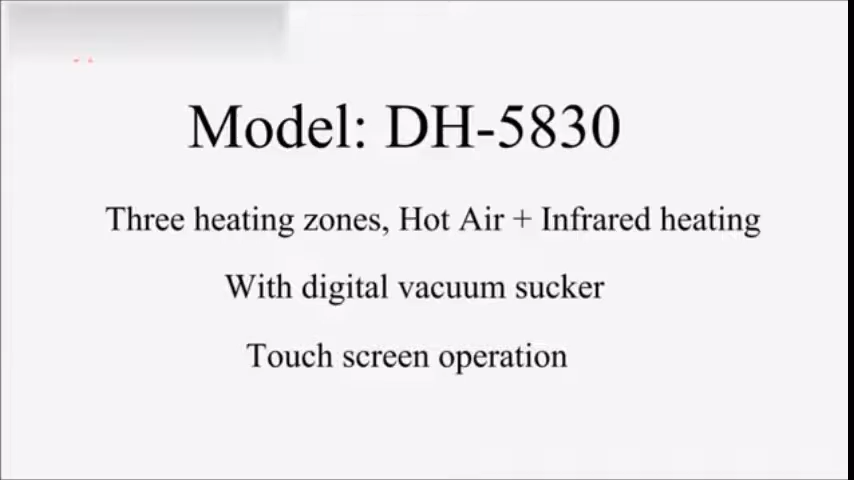 Model: DH-5830
Three heating zones, Hot Air + Infrared heating
With digital vacuum sucker
Touch screen operation